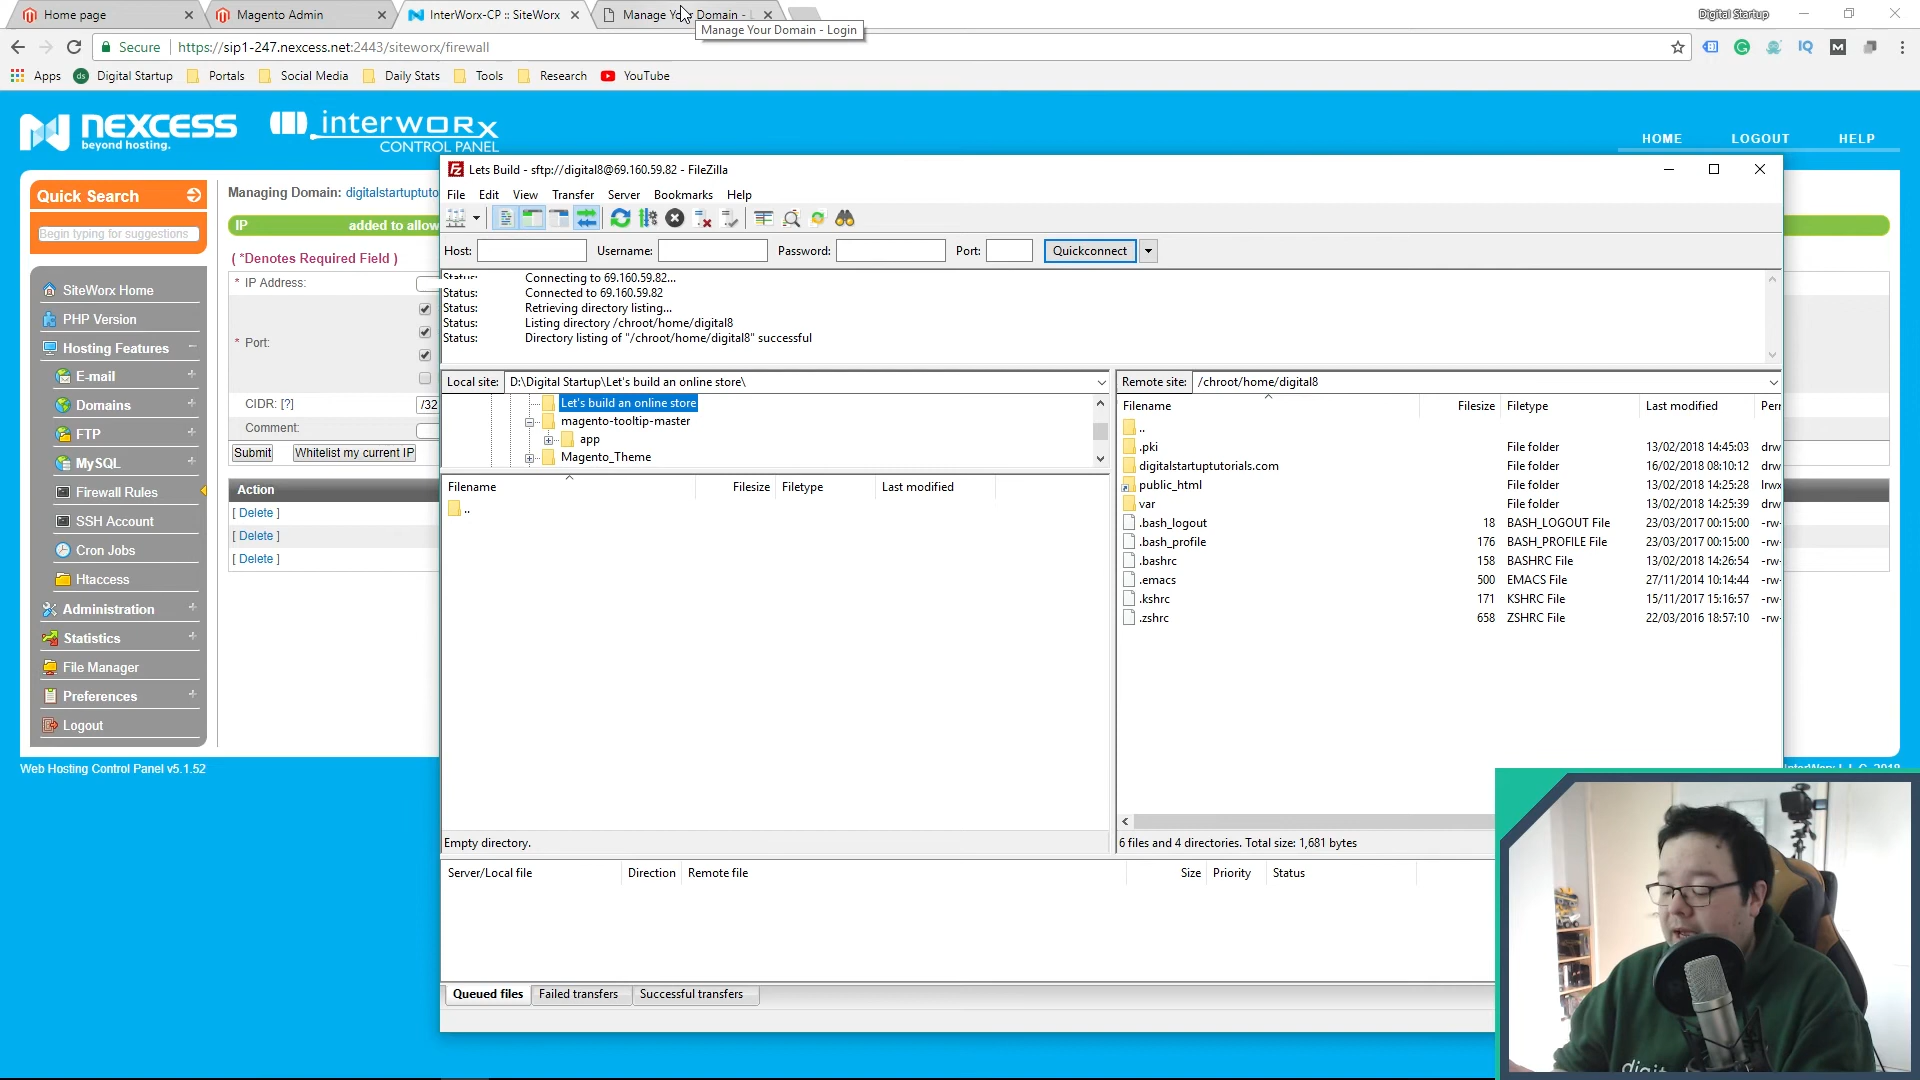 Home page
Magento Admin
InterWorx-CP :: SiteWorx
Manage Your Domain -
Digital Startup
Manage Your Domain - Login
Secure
https://sip1-247.nexcess.net:2443/siteworx/firewall
Apps
Digital Startup
Portals
Social Media
Daily Stats
Tools
Research
YouTube
NEXCESS
beyond hosting.
interworx
CONTROL PANEL
HOME
LOGOUT
HELP
Quick Search
Begin typing for suggestions
SiteWorx Home
PHP Version
Hosting Features
E-mail
Domains
FTP
MySQL
Firewall Rules
SSH Account
Cron Jobs
Htaccess
Administration
Statistics
File Manager
Preferences
Logout
Web Hosting Control Panel v5.1.52
Managing Domain: digitalstartuptuto
IP added to allow
( *Denotes Required Field )
* IP Address:
* Port:
CIDR: [?] /32
Comment:
Submit
Whitelist my current IP
Action
[ Delete ]
[ Delete ]
[ Delete ]
Lets Build - sftp://digital8@69.160.59.82 - FileZilla
File Edit View Transfer Server Bookmarks Help
Host: Username: Password: Port: Quickconnect
Status: Connecting to 69.160.59.82...
Status: Connected to 69.160.59.82
Status: Retrieving directory listing...
Status: Listing directory /chroot/home/digital8
Status: Directory listing of "/chroot/home/digital8" successful
Local site: D:\Digital Startup\Let's build an online store\
Let's build an online store
magento-tooltip-master
app
Magento_Theme
Filename Filesize Filetype Last modified
..
Empty directory.
Remote site: /chroot/home/digital8
Filename Filesize Filetype Last modified Perr
..
.pki File folder 13/02/2018 14:45:03 drw
digitalstartuptutorials.com File folder 16/02/2018 08:10:12 drw
public_html File folder 13/02/2018 14:25:28 lrwx
var File folder 13/02/2018 14:25:39 drw
.bash_logout 18 BASH_LOGOUT File 23/03/2017 00:15:00 -rw-
.bash_profile 176 BASH_PROFILE File 23/03/2017 00:15:00 -rw-
.bashrc 158 BASHRC File 13/02/2018 14:26:54 -rw-
.emacs 500 EMACS File 27/11/2014 10:14:44 -rw-
.kshrc 171 KSHRC File 15/11/2017 15:16:57 -rw-
.zshrc 658 ZSHRC File 22/03/2016 18:57:10 -rw-
6 files and 4 directories. Total size: 1,681 bytes
Server/Local file Direction Remote file Size Priority Status
Queued files
Failed transfers
Successful transfers